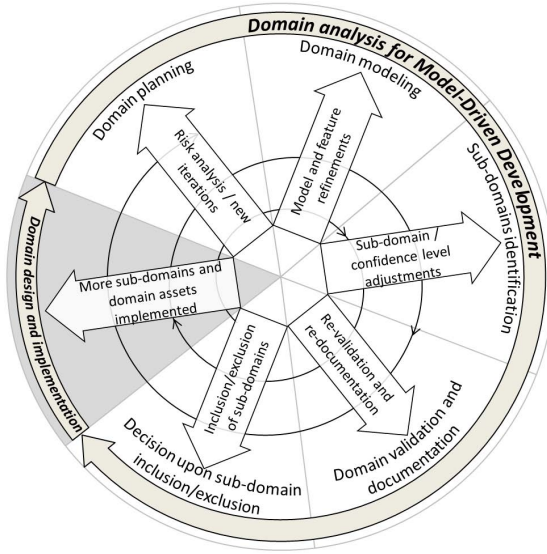 Domain analysis for Model-Driven Development
Domain planning
Domain modeling
Sub-domains identification
Domain validation and
documentation
Decision upon sub-domain
inclusion/exclusion
Domain design and implementation
Risk analysis / new
iterations
Model and feature
refinements
Sub-domain /
confidence level
adjustments
Re-validation and
re-documentation
Inclusion/exclusion
of sub-domains
More sub-domains and
domain assets
implemented